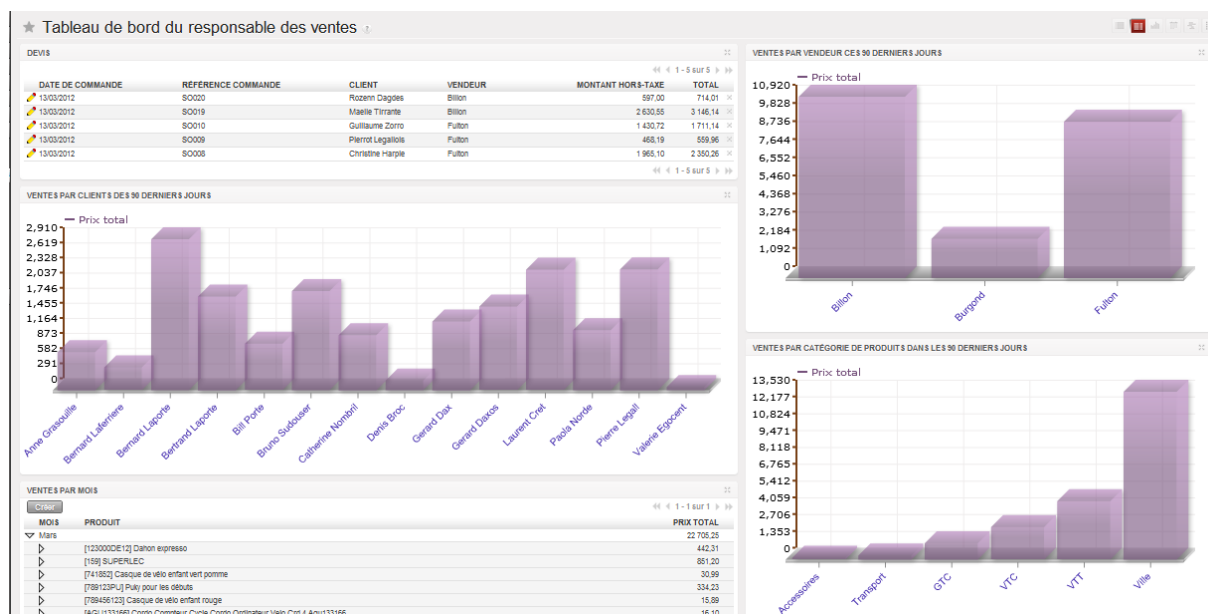 Tableau de bord du responsable des ventes ?
DEVIS
1 - 5 sur 5
DATE DE COMMANDE RÉFÉRENCE COMMANDE CLIENT VENDEUR MONTANT HORS-TAXE TOTAL
13/03/2012 SO020 Rozenn Dagdes Billon 597,00 714,01
13/03/2012 SO019 Maelle Tirrante Billon 2 630,55 3 146,14
13/03/2012 SO010 Guillaume Zorro Fulton 1 430,72 1 711,14
13/03/2012 SO009 Pierrot Legallois Fulton 468,19 559,96
13/03/2012 SO008 Christine Harpie Fulton 1 965,10 2 350,26
1 - 5 sur 5
VENTES PAR CLIENTS DES 90 DERNIERS JOURS
Prix total
2,910
2,619
2,328
2,037
1,746
1,455
1,164
873
582
291
0
Anne Grasouille
Bernard Laferriere
Bernard Laporte
Bertrand Laporte
Bill Porte
Bruno Sudouser
Catherine Nombril
Denis Broc
Gerard Dax
Gerard Daxos
Laurent Cret
Paola Norde
Pierre Legall
Valerie Egocent
VENTES PAR MOIS
Créer
1 - 1 sur 1
MOIS PRODUIT PRIX TOTAL
Mars 22 705,25
[123000DE12] Dahon expresso 442,31
[159] SUPERLEC 851,20
[741852] Casque de vélo enfant vert pomme 30,99
[789123PU] Puky pour les débuts 334,23
[789456123] Casque de vélo enfant rouge 15,89
[AGU133166] Cordo Compteur Cycle Cordo Ordinateur Velo Crd 4 Agu133166 16,10
VENTES PAR VENDEUR CES 90 DERNIERS JOURS
Prix total
10,920
9,828
8,736
7,644
6,552
5,460
4,368
3,276
2,184
1,092
0
Billon
Burgond
Fulton
VENTES PAR CATÉGORIE DE PRODUITS DANS LES 90 DERNIERS JOURS
Prix total
13,530
12,177
10,824
9,471
8,118
6,765
5,412
4,059
2,706
1,353
0
Accessoires
Transport
GTC
VTC
VTT
Ville